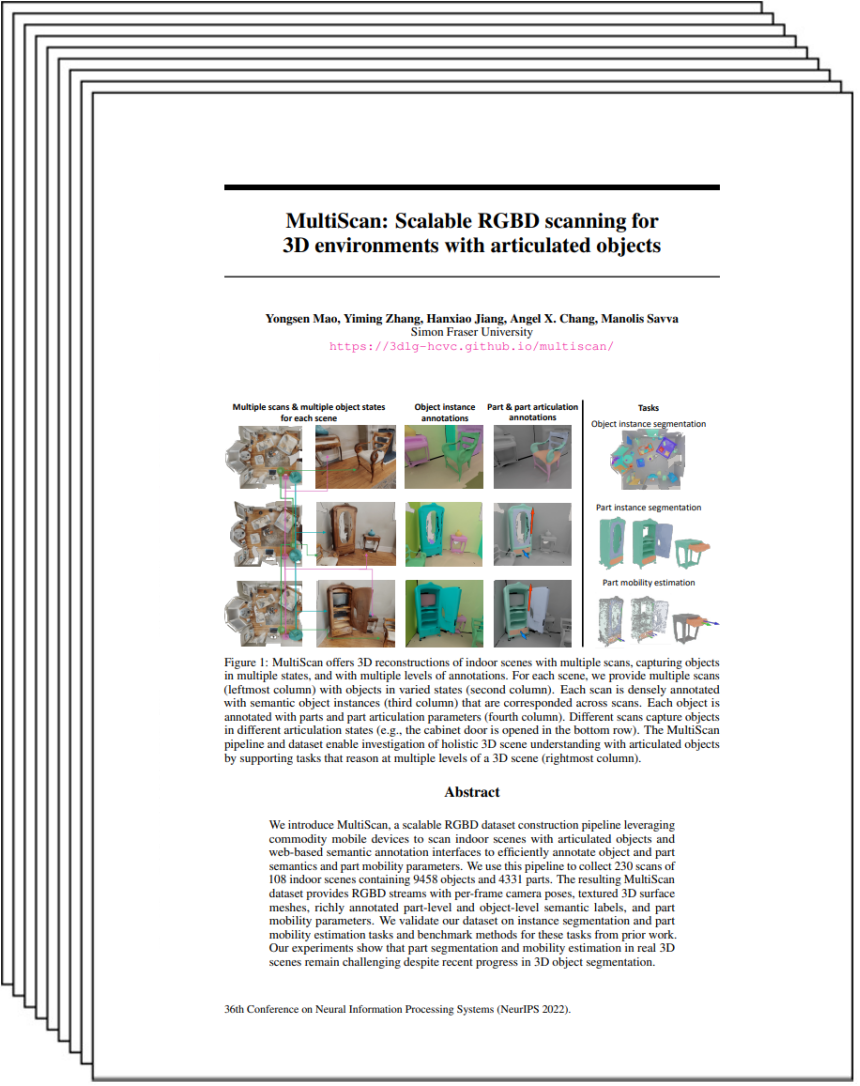 MultiScan: Scalable RGBD scanning for
3D environments with articulated objects
Yongsen Mao, Yiming Zhang, Hanxiao Jiang, Angel X. Chang, Manolis Savva
Simon Fraser University
https://3dlg-hcvc.github.io/multiscan/
Multiple scans & multiple object states
for each scene
Object instance
annotations
Part & part articulation
annotations
Tasks
Object instance segmentation
Part instance segmentation
Part mobility estimation
Figure 1: MultiScan offers 3D reconstructions of indoor scenes with multiple scans, capturing objects
in multiple states, and with multiple levels of annotations. For each scene, we provide multiple scans
(leftmost column) with objects in varied states (second column). Each scan is densely annotated
with semantic object instances (third column) that are corresponded across scans. Each object is
annotated with parts and part articulation parameters (fourth column). Different scans capture objects
in different articulation states (e.g., the cabinet door is opened in the bottom row). The MultiScan
pipeline and dataset enable investigation of holistic 3D scene understanding with articulated objects
by supporting tasks that reason at multiple levels of a 3D scene (rightmost column).
Abstract
We introduce MultiScan, a scalable RGBD dataset construction pipeline leveraging
commodity mobile devices to scan indoor scenes with articulated objects and
web-based semantic annotation interfaces to efficiently annotate object and part
semantics and part mobility parameters. We use this pipeline to collect 230 scans of
108 indoor scenes containing 9458 objects and 4331 parts. The resulting MultiScan
dataset provides RGBD streams with per-frame camera poses, textured 3D surface
meshes, richly annotated part-level and object-level semantic labels, and part
mobility parameters. We validate our dataset on instance segmentation and part
mobility estimation tasks and benchmark methods for these tasks from prior work.
Our experiments show that part segmentation and mobility estimation in real 3D
scenes remain challenging despite recent progress in 3D object segmentation.
36th Conference on Neural Information Processing Systems (NeurIPS 2022).